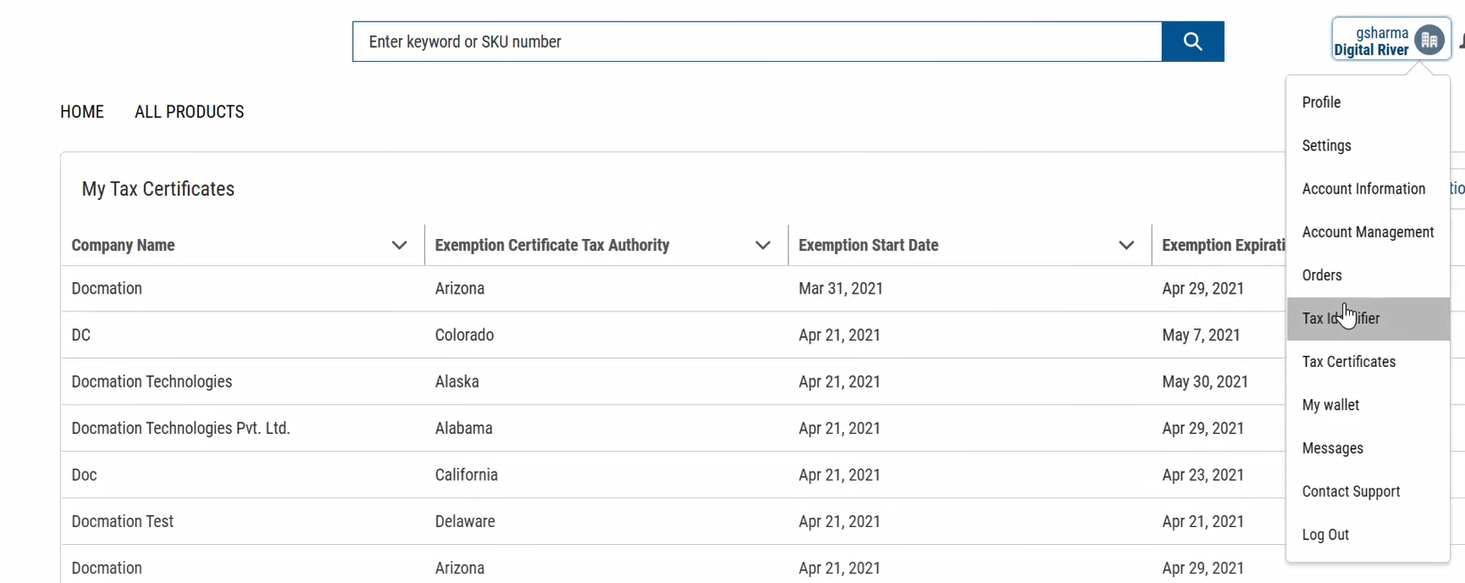 Enter keyword or SKU number
gsharma
Digital River
HOME ALL PRODUCTS
My Tax Certificates
Company Name Exemption Certificate Tax Authority Exemption Start Date Exemption
Docmation Arizona Mar 31, 2021 Apr 29, 2021
DC Colorado Apr 21, 2021 May 7, 2021
Docmation Technologies Alaska Apr 21, 2021 May 30, 2021
Docmation Technologies Pvt. Ltd. Alabama Apr 21, 2021 Apr 29, 2021
Doc California Apr 21, 2021 Apr 23, 2021
Docmation Test Delaware Apr 21, 2021 Apr 21, 2021
Docmation Arizona Apr 21, 2021 Apr 29, 2021
Profile
Settings
Account Information
Account Management
Orders
Tax
Tax Certificates
My wallet
Messages
Contact Support
Log Out